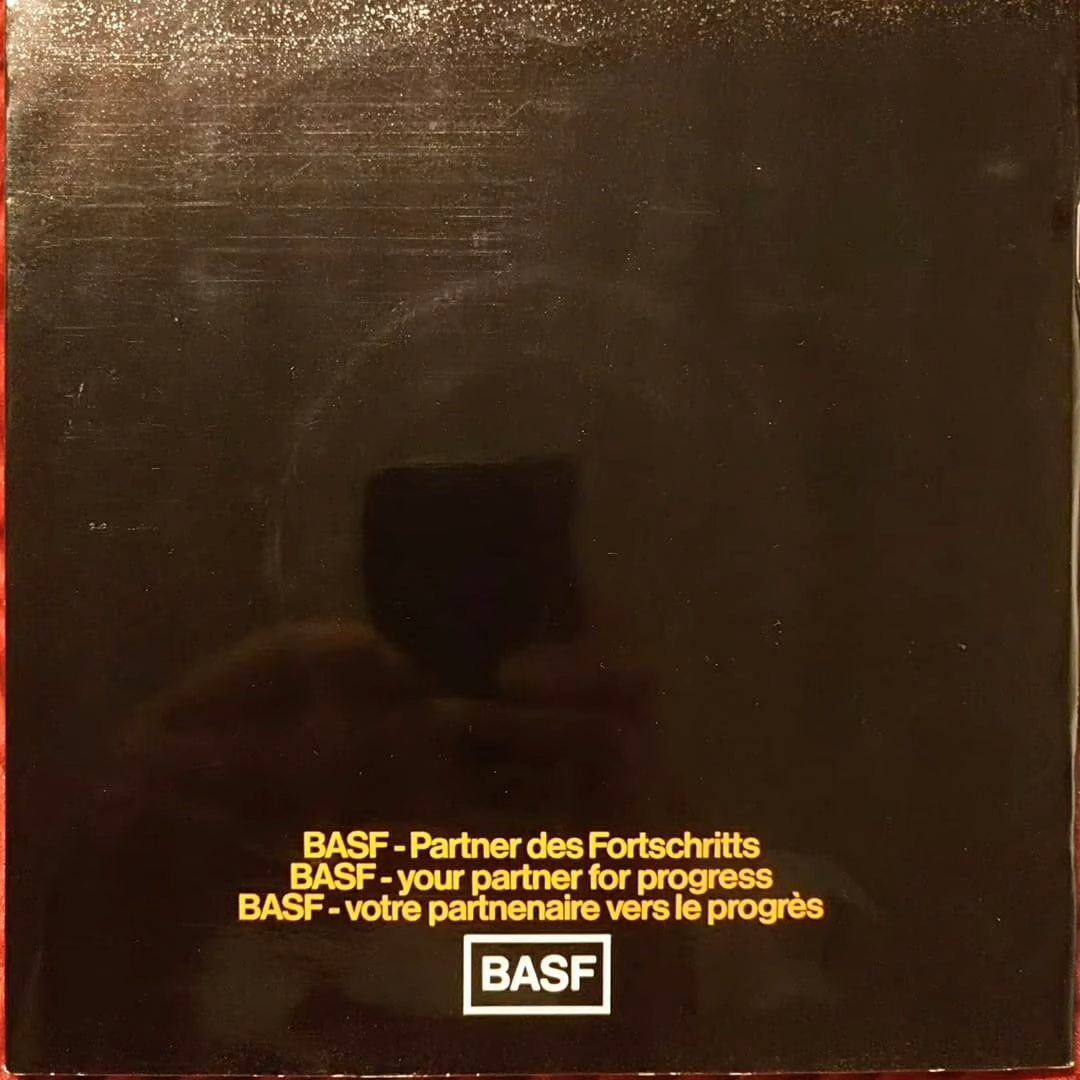 BASF - Partner des Fortschritts
BASF - your partner for progress
BASF - votre partnenaire vers le progrès
BASF